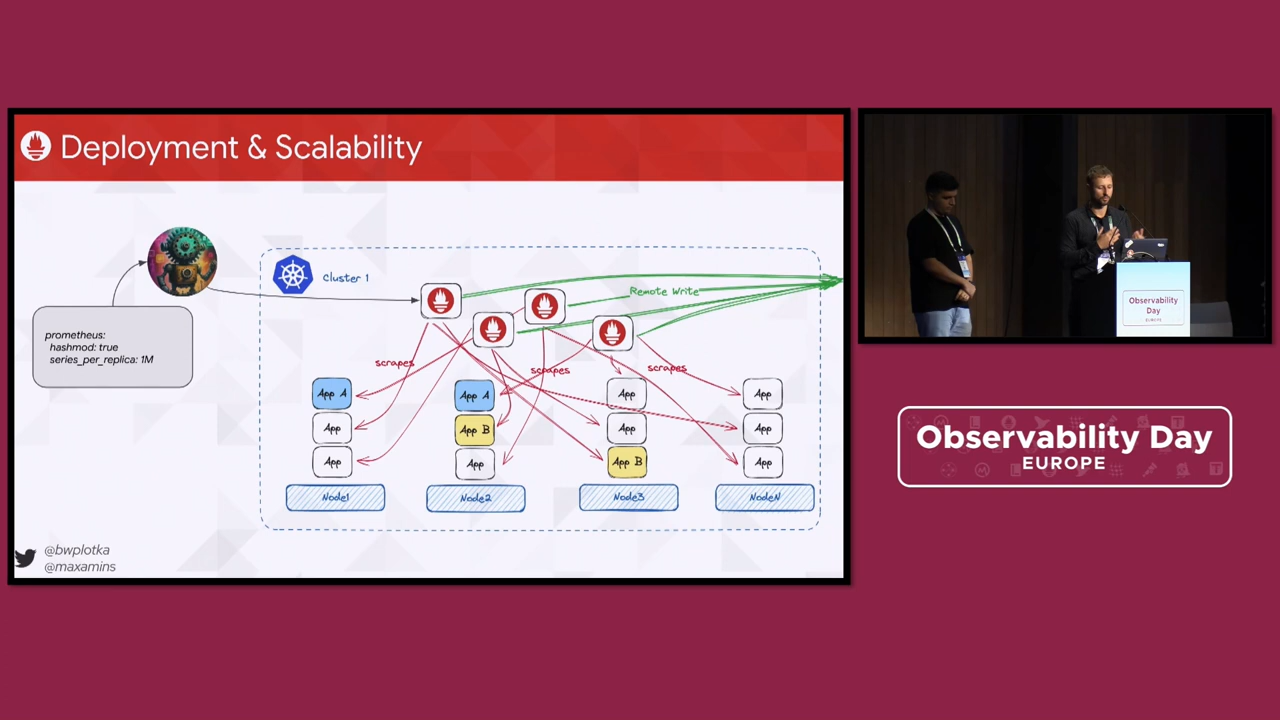 Deployment & Scalability
prometheus:
hashmod: true
series_per_replica: 1M
Cluster 1
Remote Write
scrapes
scrapes
scrapes
App A
App A
App
App
App
App B
App
App
App
App
App B
App
Node1
Node2
Node3
NodeN
@bwplotka
@maxamins
Observability
Day
EUROPE
Observability Day
EUROPE